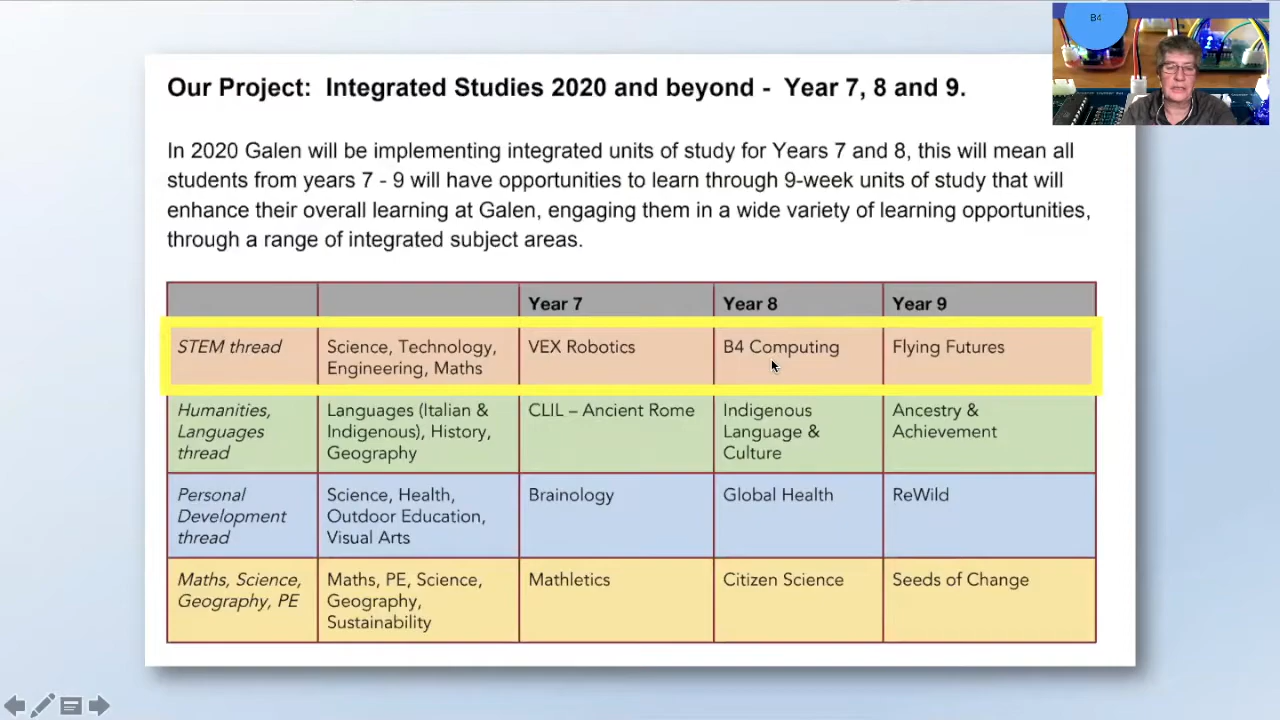 B4
Our Project: Integrated Studies 2020 and beyond - Year 7, 8 and 9.
In 2020 Galen will be implementing integrated units of study for Years 7 and 8, this will mean all
students from years 7 - 9 will have opportunities to learn through 9-week units of study that will
enhance their overall learning at Galen, engaging them in a wide variety of learning opportunities,
through a range of integrated subject areas.
Year 7 Year 8 Year 9
STEM thread
Science, Technology,
Engineering, Maths
VEX Robotics
B4 Computing
Flying Futures
Humanities,
Languages
thread
Languages (Italian &
Indigenous), History,
Geography
CLIL – Ancient Rome
Indigenous
Language &
Culture
Ancestry &
Achievement
Personal
Development
thread
Science, Health,
Outdoor Education,
Visual Arts
Brainology
Global Health
ReWild
Maths, Science,
Geography, PE
Maths, PE, Science,
Geography,
Sustainability
Mathletics
Citizen Science
Seeds of Change